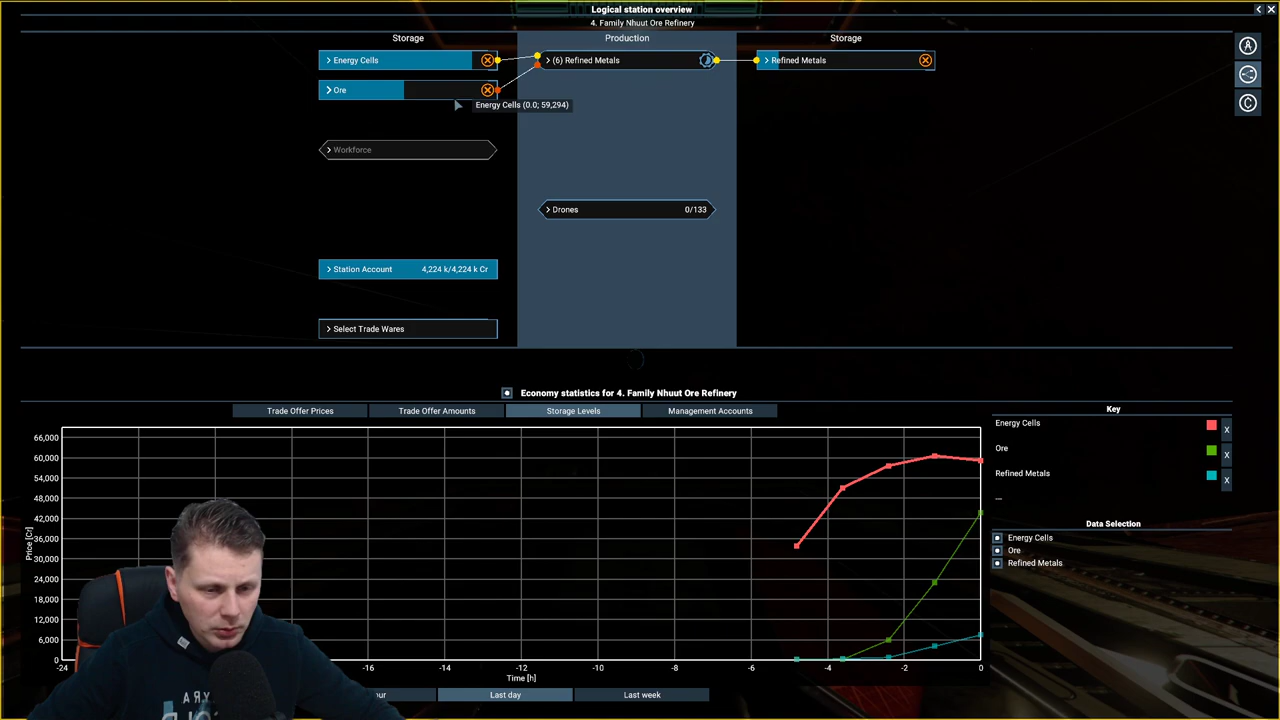 Logical station overview
4. Family Nhuut Ore Refinery
Storage
Production
Storage
Energy Cells
(6) Refined Metals
Refined Metals
Ore
Energy Cells (0.0; 59,294)
Workforce
Drones 0/133
Station Account 4,224 k/4,224 k Cr
Select Trade Wares
Economy statistics for 4. Family Nhuut Ore Refinery
Trade Offer Prices
Trade Offer Amounts
Storage Levels
Management Accounts
Key
Energy Cells X
Ore X
Refined Metals X
Data Selection
Energy Cells
Ore
Refined Metals
66,000
60,000
54,000
48,000
42,000
36,000
30,000
24,000
18,000
12,000
6,000
0
Price [Cr]
-24 -16 -14 -12 -10 -8 -6 -4 -2 0
Time [h]
Last day
Last week